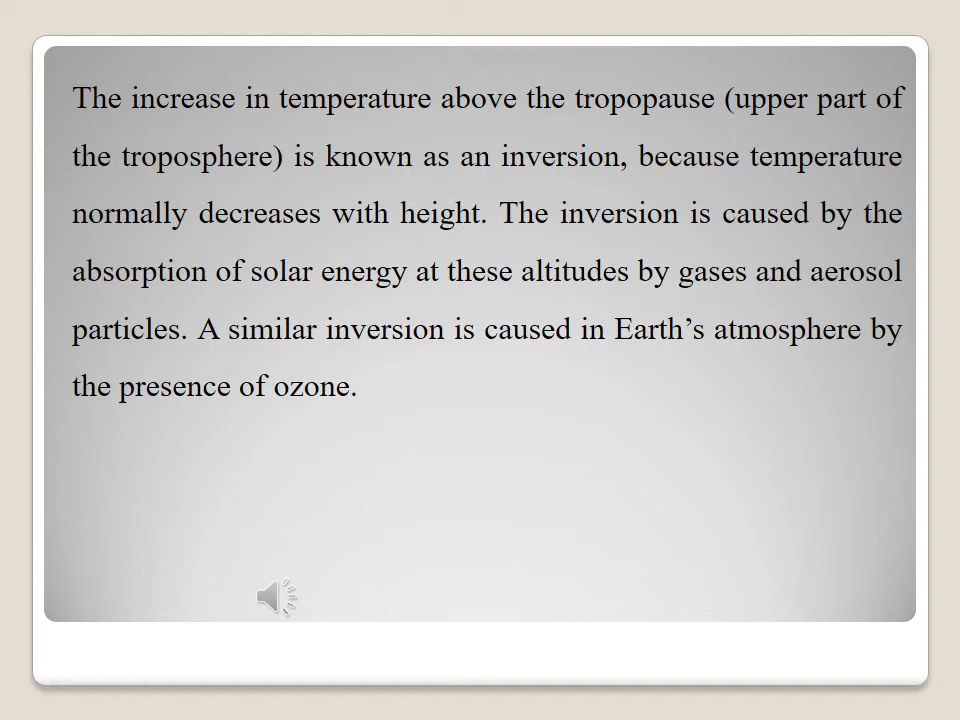 The increase in temperature above the tropopause (upper part of
the troposphere) is known as an inversion, because temperature
normally decreases with height. The inversion is caused by the
absorption of solar energy at these altitudes by gases and aerosol
particles. A similar inversion is caused in Earth’s atmosphere by
the presence of ozone.